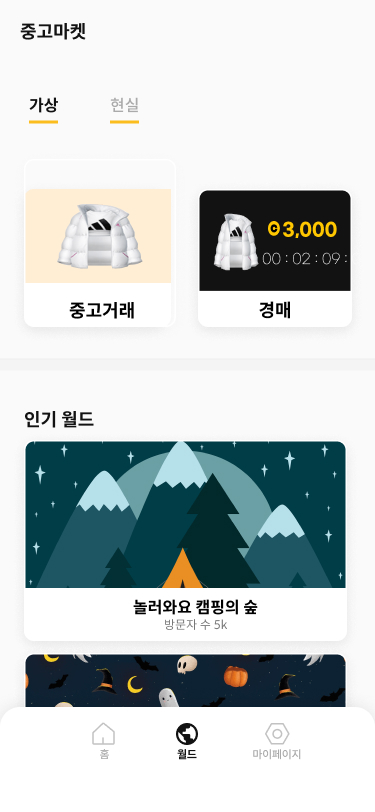 중고마켓
가상 현실
3,000
00 : 02 : 09 :
중고거래 경매
인기 월드
놀러와요 캠핑의 숲
방문자 수 5k
홈 월드 마이페이지